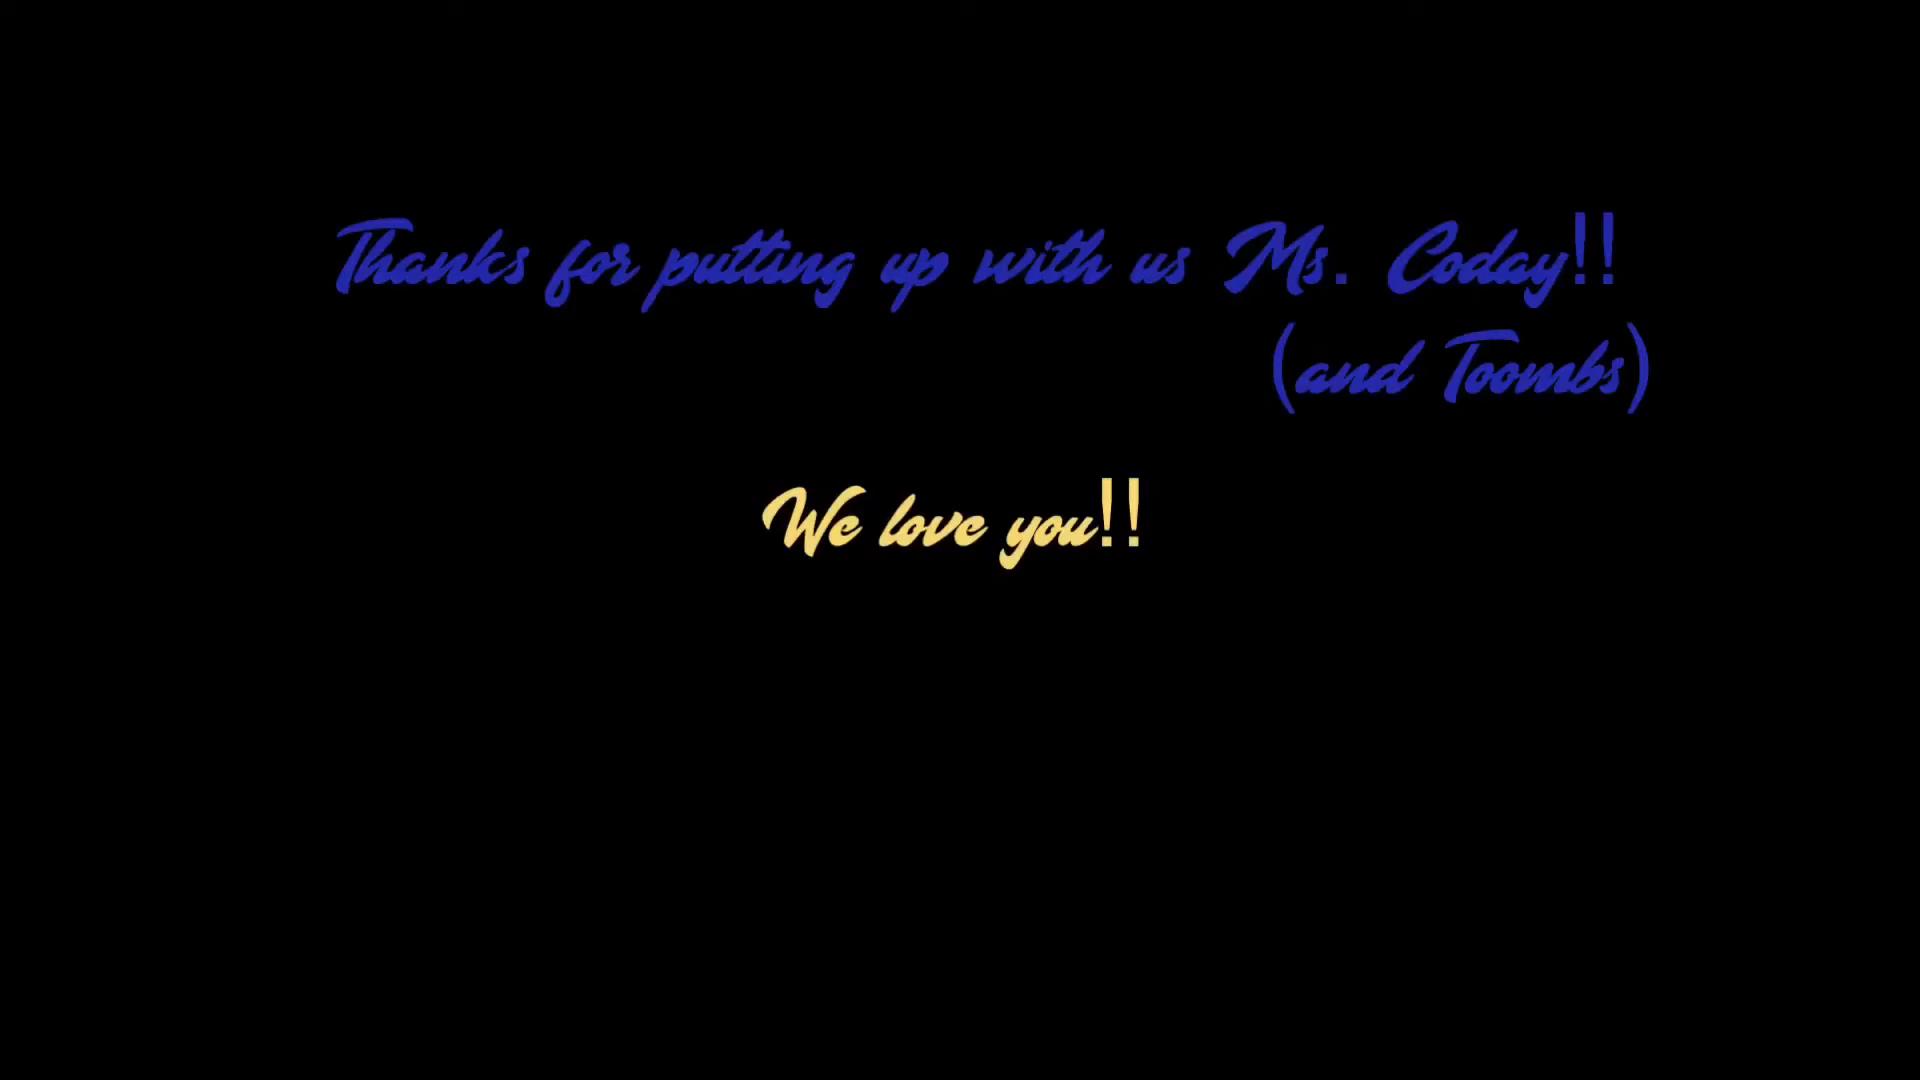 Thanks for putting up with us Ms. Coday!!
(and Toombs)
We love you!!